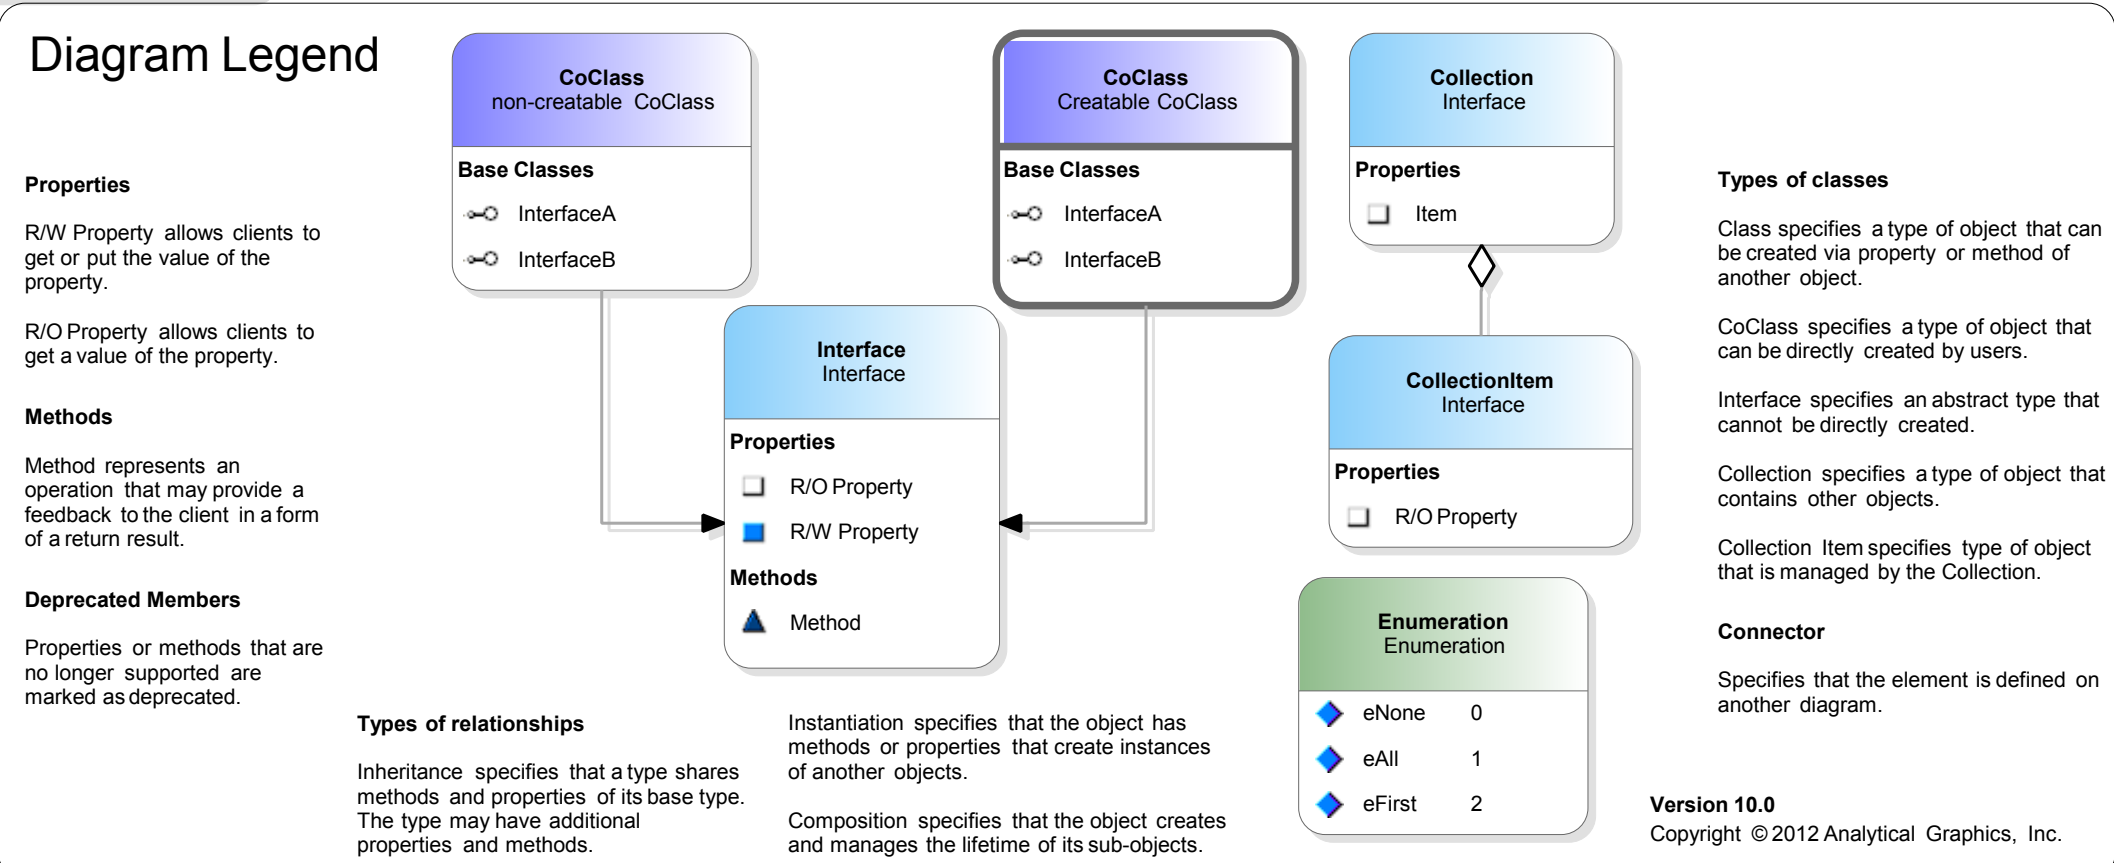 Diagram Legend
Properties
R/W Property allows clients to
get or put the value of the
property.
R/O Property allows clients to
get a value of the property.
Methods
Method represents an
operation that may provide a
feedback to the client in a form
of a return result.
Deprecated Members
Properties or methods that are
no longer supported are
marked as deprecated.
CoClass
non-creatable CoClass
Base Classes
InterfaceA
InterfaceB
Interface
Interface
Properties
R/O Property
R/W Property
Methods
Method
CoClass
Creatable CoClass
Base Classes
InterfaceA
InterfaceB
Collection
Interface
Properties
Item
CollectionItem
Interface
Properties
R/O Property
Enumeration
Enumeration
eNone 0
eAll 1
eFirst 2
Types of relationships
Inheritance specifies that a type shares
methods and properties of its base type.
The type may have additional
properties and methods.
Instantiation specifies that the object has
methods or properties that create instances
of another objects.
Composition specifies that the object creates
and manages the lifetime of its sub-objects.
Types of classes
Class specifies a type of object that can
be created via property or method of
another object.
CoClass specifies a type of object that
can be directly created by users.
Interface specifies an abstract type that
cannot be directly created.
Collection specifies a type of object that
contains other objects.
Collection Item specifies type of object
that is managed by the Collection.
Connector
Specifies that the element is defined on
another diagram.
Version 10.0
Copyright © 2012 Analytical Graphics, Inc.